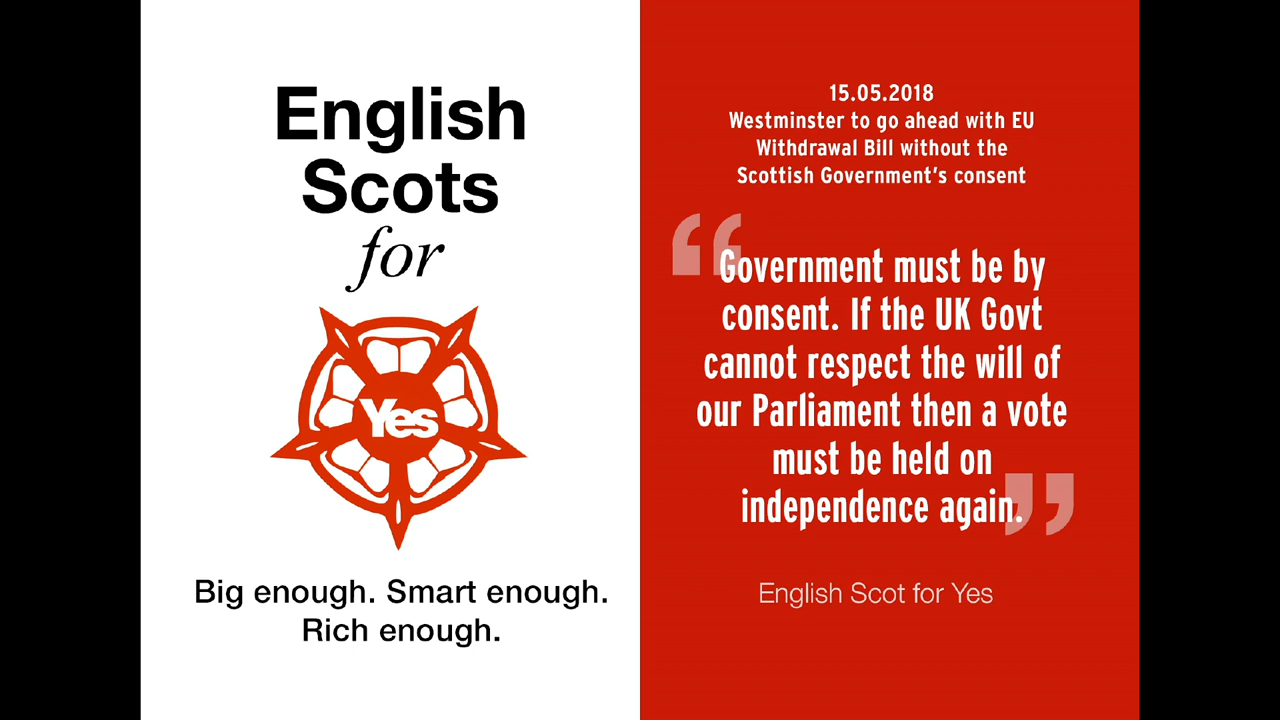 English
Scots
for
Yes
Big enough. Smart enough.
Rich enough.
15.05.2018
Westminster to go ahead with EU
Withdrawal Bill without the
Scottish Government’s consent
“Government must be by
consent. If the UK Govt
cannot respect the will of
our Parliament then a vote
must be held on
independence again.”
English Scot for Yes